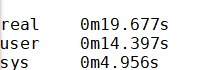 real    0m19.677s
user    0m14.397s
sys     0m4.956s